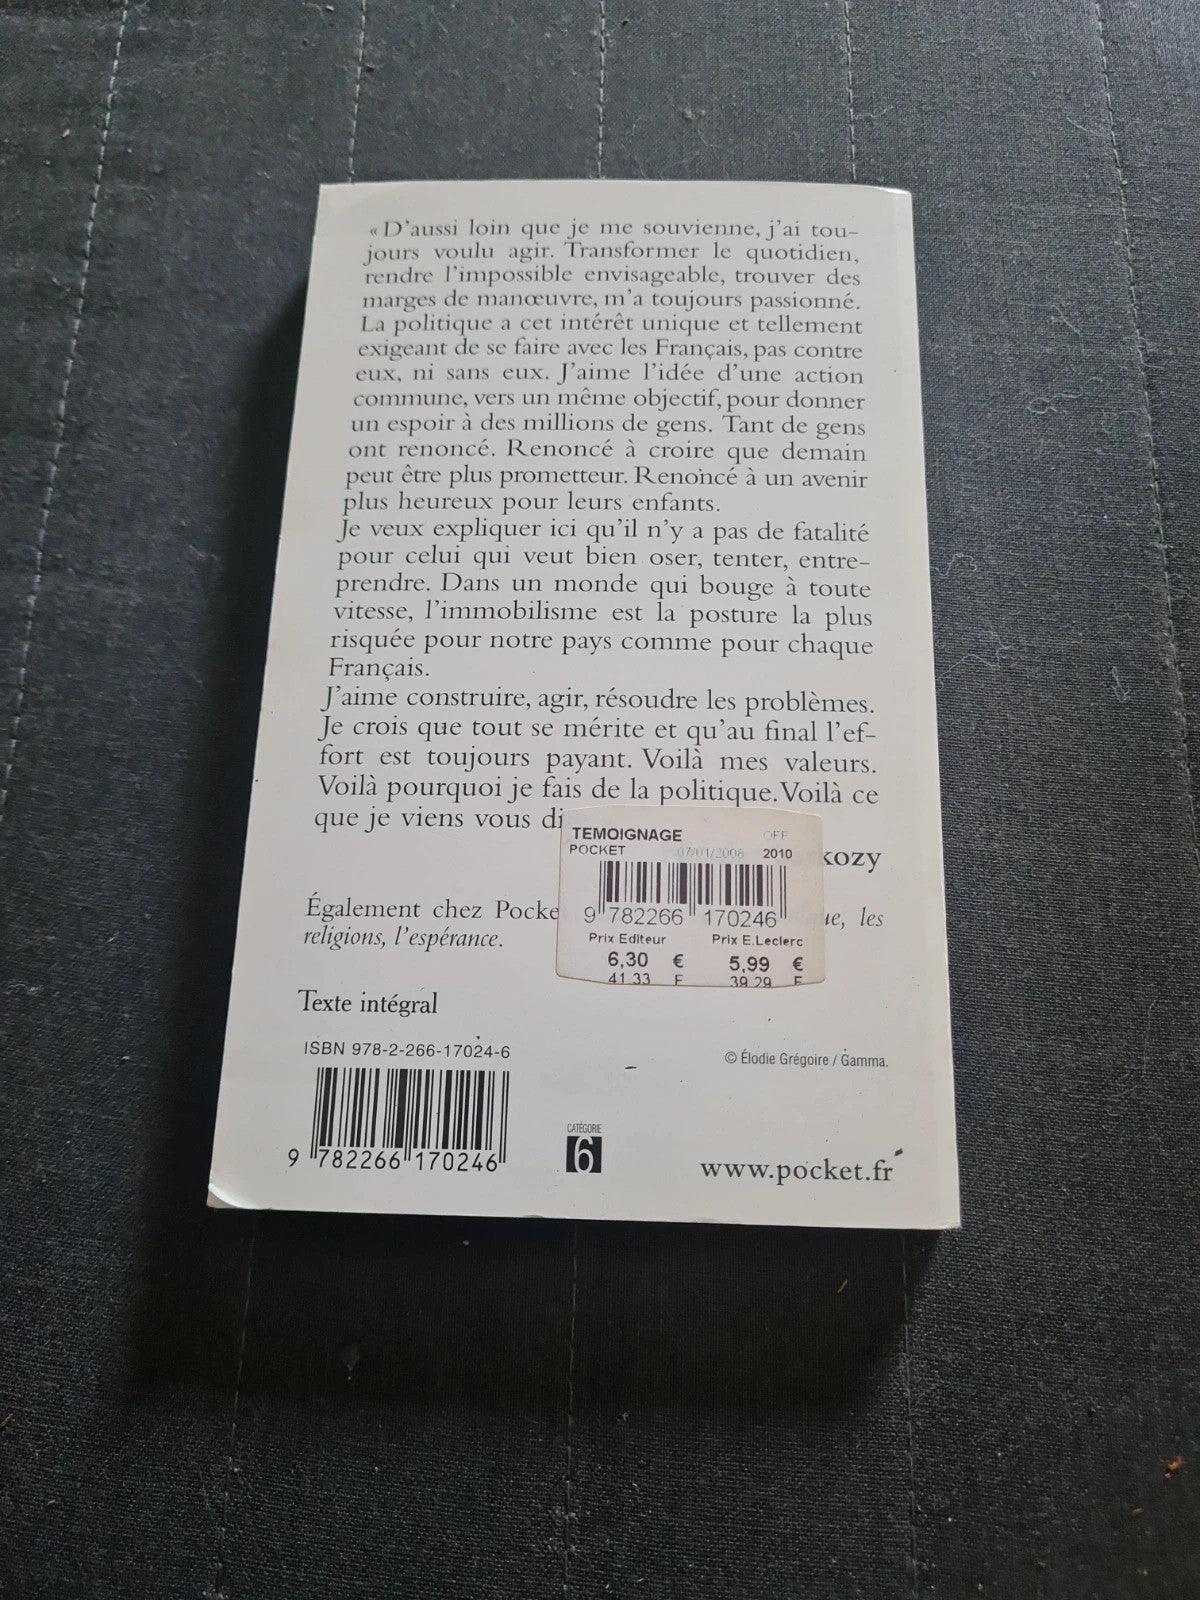 « D'aussi loin que je me souvienne, j'ai tou-
jours voulu agir. Transformer le quotidien,
rendre l'impossible envisageable, trouver des
marges de manœuvre, m'a toujours passionné.
La politique a cet intérêt unique et tellement
exigeant de se faire avec les Français, pas contre
eux, ni sans eux. J'aime l'idée d'une action
commune, vers un même objectif, pour donner
un espoir à des millions de gens. Tant de gens
ont renoncé. Renoncé à croire que demain
peut être plus prometteur. Renoncé à un avenir
plus heureux pour leurs enfants.
Je veux expliquer ici qu'il n'y a pas de fatalité
pour celui qui veut bien oser, tenter, entre-
prendre. Dans un monde qui bouge à toute
vitesse, l'immobilisme est la posture la plus
risquée pour notre pays comme pour chaque
Français.
J'aime construire, agir, résoudre les problèmes.
Je crois que tout se mérite et qu'au final l'ef-
fort est toujours payant. Voilà mes valeurs.
Voilà pourquoi je fais de la politique. Voilà ce
que je viens vous di
kozy
TEMOIGNAGE OFF
POCKET 07/01/2008 2010
9 782266 170246
Prix Editeur Prix E.Leclerc
6,30 € 5,99 €
41 33 F 39 29 F
Également chez Pocke ue, les
religions, l'espérance.
Texte intégral
ISBN 978-2-266-17024-6
© Élodie Grégoire / Gamma.
9 782266 170246
CATÉGORIE
6
www.pocket.fr